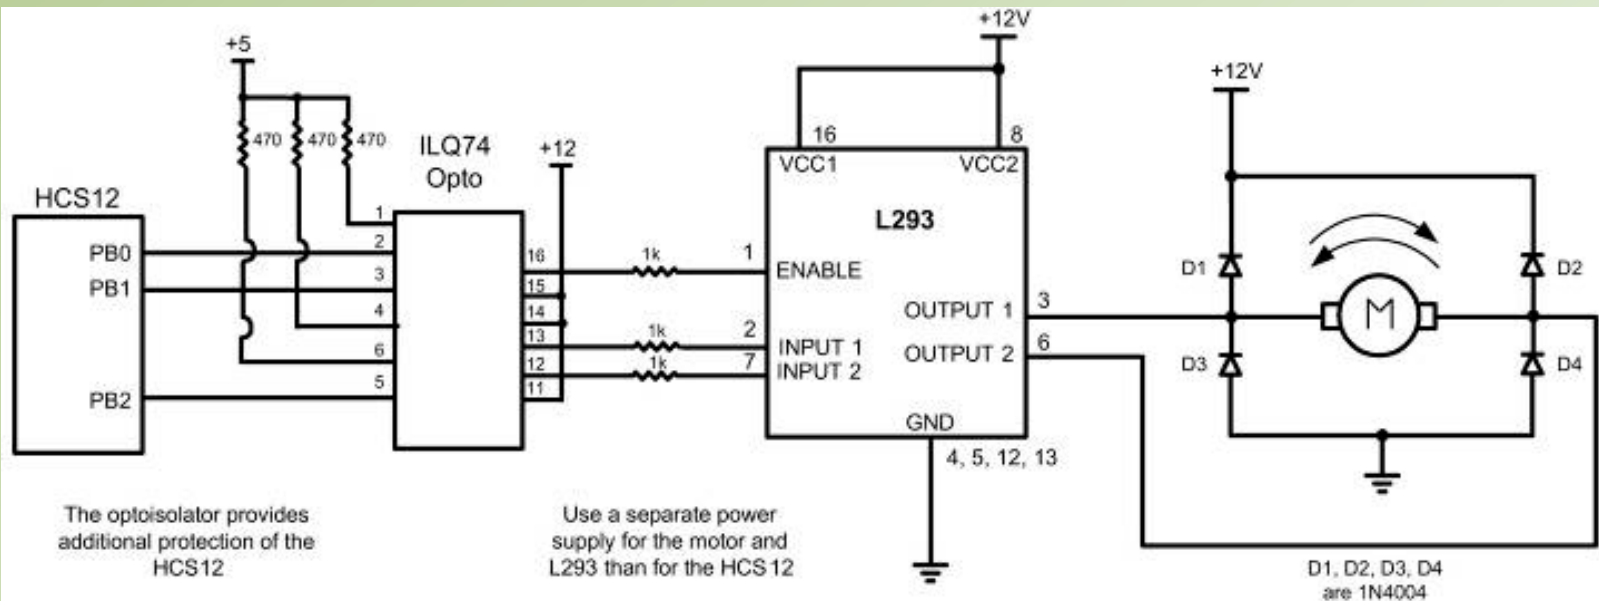 +12V
+5
+12V
470
470
470
ILQ74
Opto
+12
16
8
VCC1
VCC2
HCS12
L293
1
2
PB0
16
1k
1
ENABLE
3
PB1
15
D1
D2
M
4
14
OUTPUT 1
3
13
1k
2
INPUT 1
6
12
1k
7
INPUT 2
OUTPUT 2
6
D3
D4
5
11
PB2
GND
4, 5, 12, 13
The optoisolator provides
additional protection of the
HCS12
Use a separate power
supply for the motor and
L293 than for the HCS12
D1, D2, D3, D4
are 1N4004